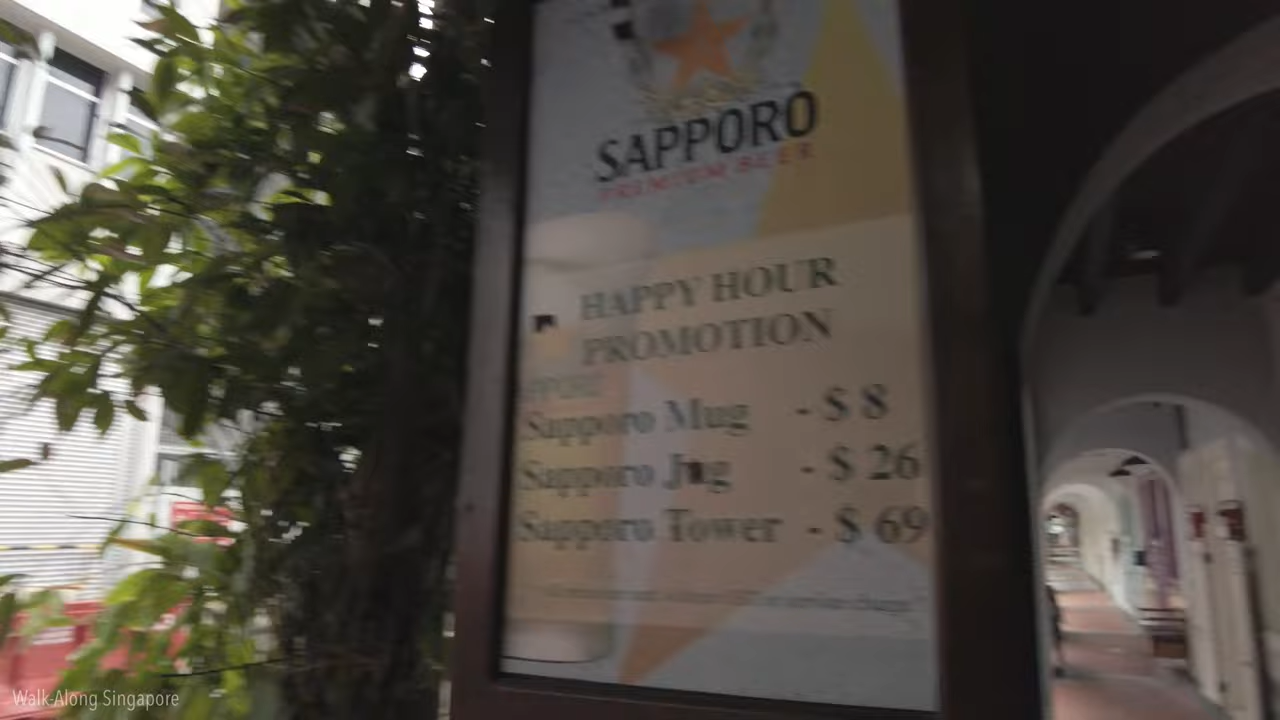 SAPPORO
PREMIUM BEER
HAPPY HOUR
PROMOTION
Sapporo Mug - $ 8
Sapporo Jug - $ 26
Sapporo Tower - $ 69
Walk-Along Singapore